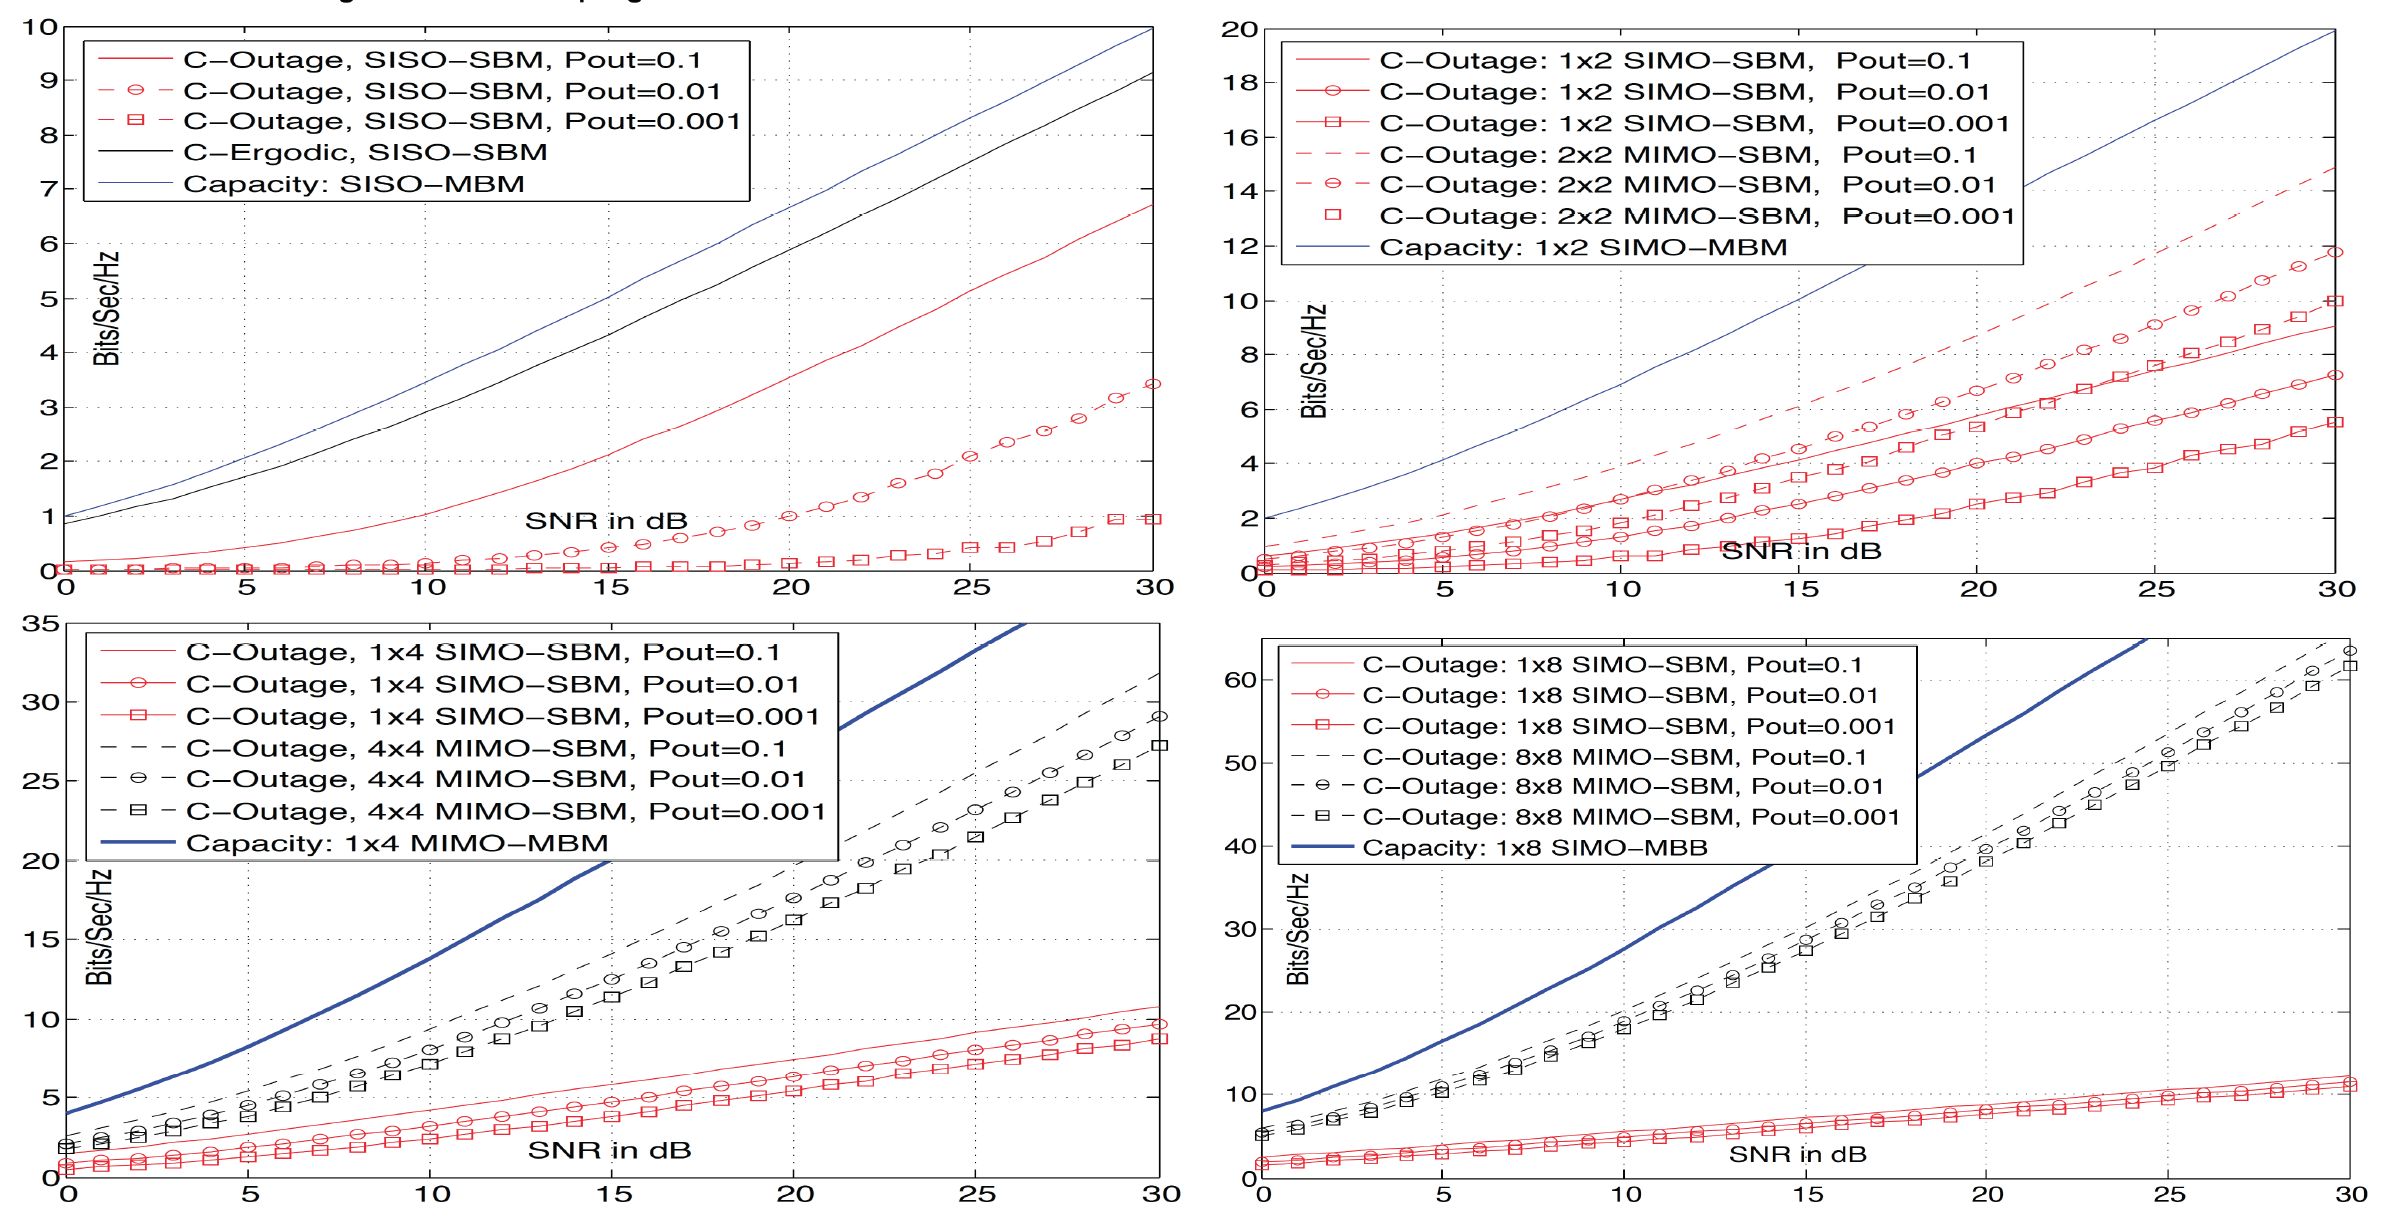 10
9
8
7
6
5
4
3
2
1
0
C–Outage, SISO–SBM, Pout=0.1
C–Outage, SISO–SBM, Pout=0.01
C–Outage, SISO–SBM, Pout=0.001
C–Ergodic, SISO–SBM
Capacity: SISO–MBM
Bits/Sec/Hz
SNR in dB
0 5 10 15 20 25 30
20
18
16
14
12
10
8
6
4
2
0
C–Outage: 1x2 SIMO–SBM, Pout=0.1
C–Outage: 1x2 SIMO–SBM, Pout=0.01
C–Outage: 1x2 SIMO–SBM, Pout=0.001
C–Outage: 2x2 MIMO–SBM, Pout=0.1
C–Outage: 2x2 MIMO–SBM, Pout=0.01
C–Outage: 2x2 MIMO–SBM, Pout=0.001
Capacity: 1x2 SIMO–MBM
Bits/Sec/Hz
SNR in dB
0 5 10 15 20 25 30
35
30
25
20
15
10
5
0
C–Outage, 1x4 SIMO–SBM, Pout=0.1
C–Outage, 1x4 SIMO–SBM, Pout=0.01
C–Outage, 1x4 SIMO–SBM, Pout=0.001
C–Outage, 4x4 MIMO–SBM, Pout=0.1
C–Outage, 4x4 MIMO–SBM, Pout=0.01
C–Outage, 4x4 MIMO–SBM, Pout=0.001
Capacity: 1x4 MIMO–MBM
Bits/Sec/Hz
SNR in dB
0 5 10 15 20 25 30
60
50
40
30
20
10
0
C–Outage: 1x8 SIMO–SBM, Pout=0.1
C–Outage: 1x8 SIMO–SBM, Pout=0.01
C–Outage: 1x8 SIMO–SBM, Pout=0.001
C–Outage: 8x8 MIMO–SBM, Pout=0.1
C–Outage: 8x8 MIMO–SBM, Pout=0.01
C–Outage: 8x8 MIMO–SBM, Pout=0.001
Capacity: 1x8 SIMO–MBB
Bits/Sec/Hz
SNR in dB
0 5 10 15 20 25 30